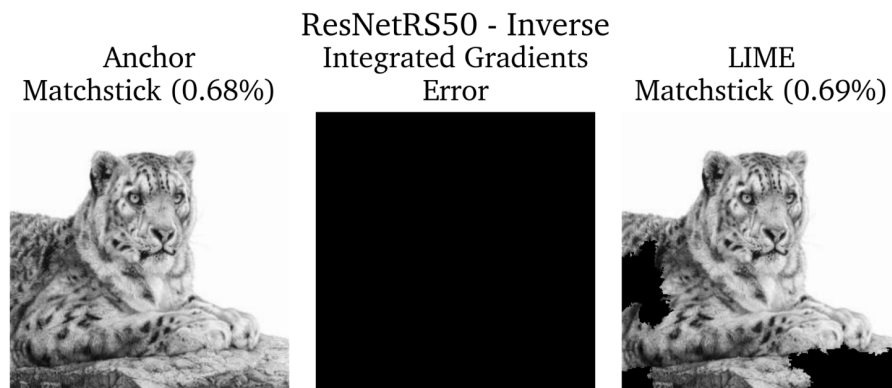 ResNetRS50 - Inverse
Anchor
Matchstick (0.68%)
Integrated Gradients
Error
LIME
Matchstick (0.69%)